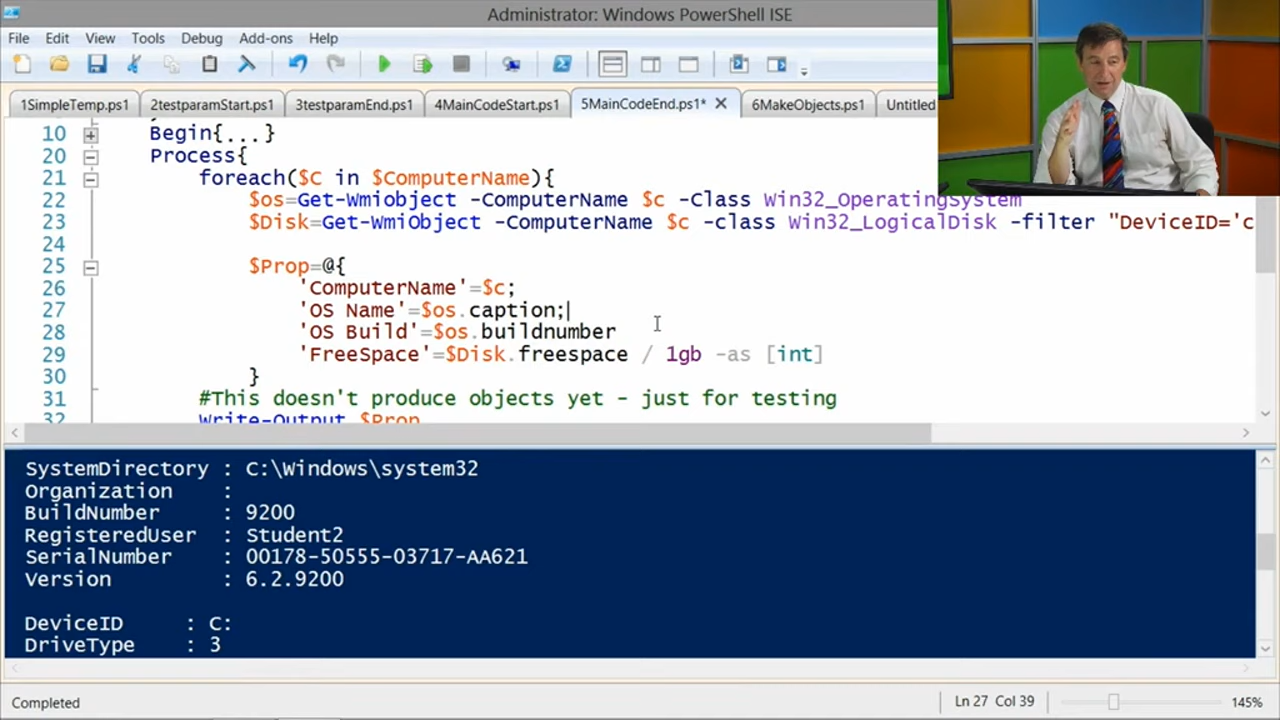 Administrator: Windows PowerShell ISE
File Edit View Tools Debug Add-ons Help
1SimpleTemp.ps1 2testparamStart.ps1 3testparamEnd.ps1 4MainCodeStart.ps1 5MainCodeEnd.ps1* 6MakeObjects.ps1 Untitled
10 Begin{...}
20 Process{
21 foreach($C in $ComputerName){
22 $os=Get-Wmiobject -ComputerName $c -Class Win32_OperatingSystem
23 $Disk=Get-WmiObject -ComputerName $c -class Win32_LogicalDisk -filter "DeviceID='c
24
25 $Prop=@{
26 'ComputerName'=$c;
27 'OS Name'=$os.caption;
28 'OS Build'=$os.buildnumber
29 'FreeSpace'=$Disk.freespace / 1gb -as [int]
30 }
31 #This doesn't produce objects yet - just for testing
32 Write-Output $Prop
SystemDirectory : C:\Windows\system32
Organization :
BuildNumber : 9200
RegisteredUser : Student2
SerialNumber : 00178-50555-03717-AA621
Version : 6.2.9200
DeviceID : C:
DriveType : 3
Completed Ln 27 Col 39 145%